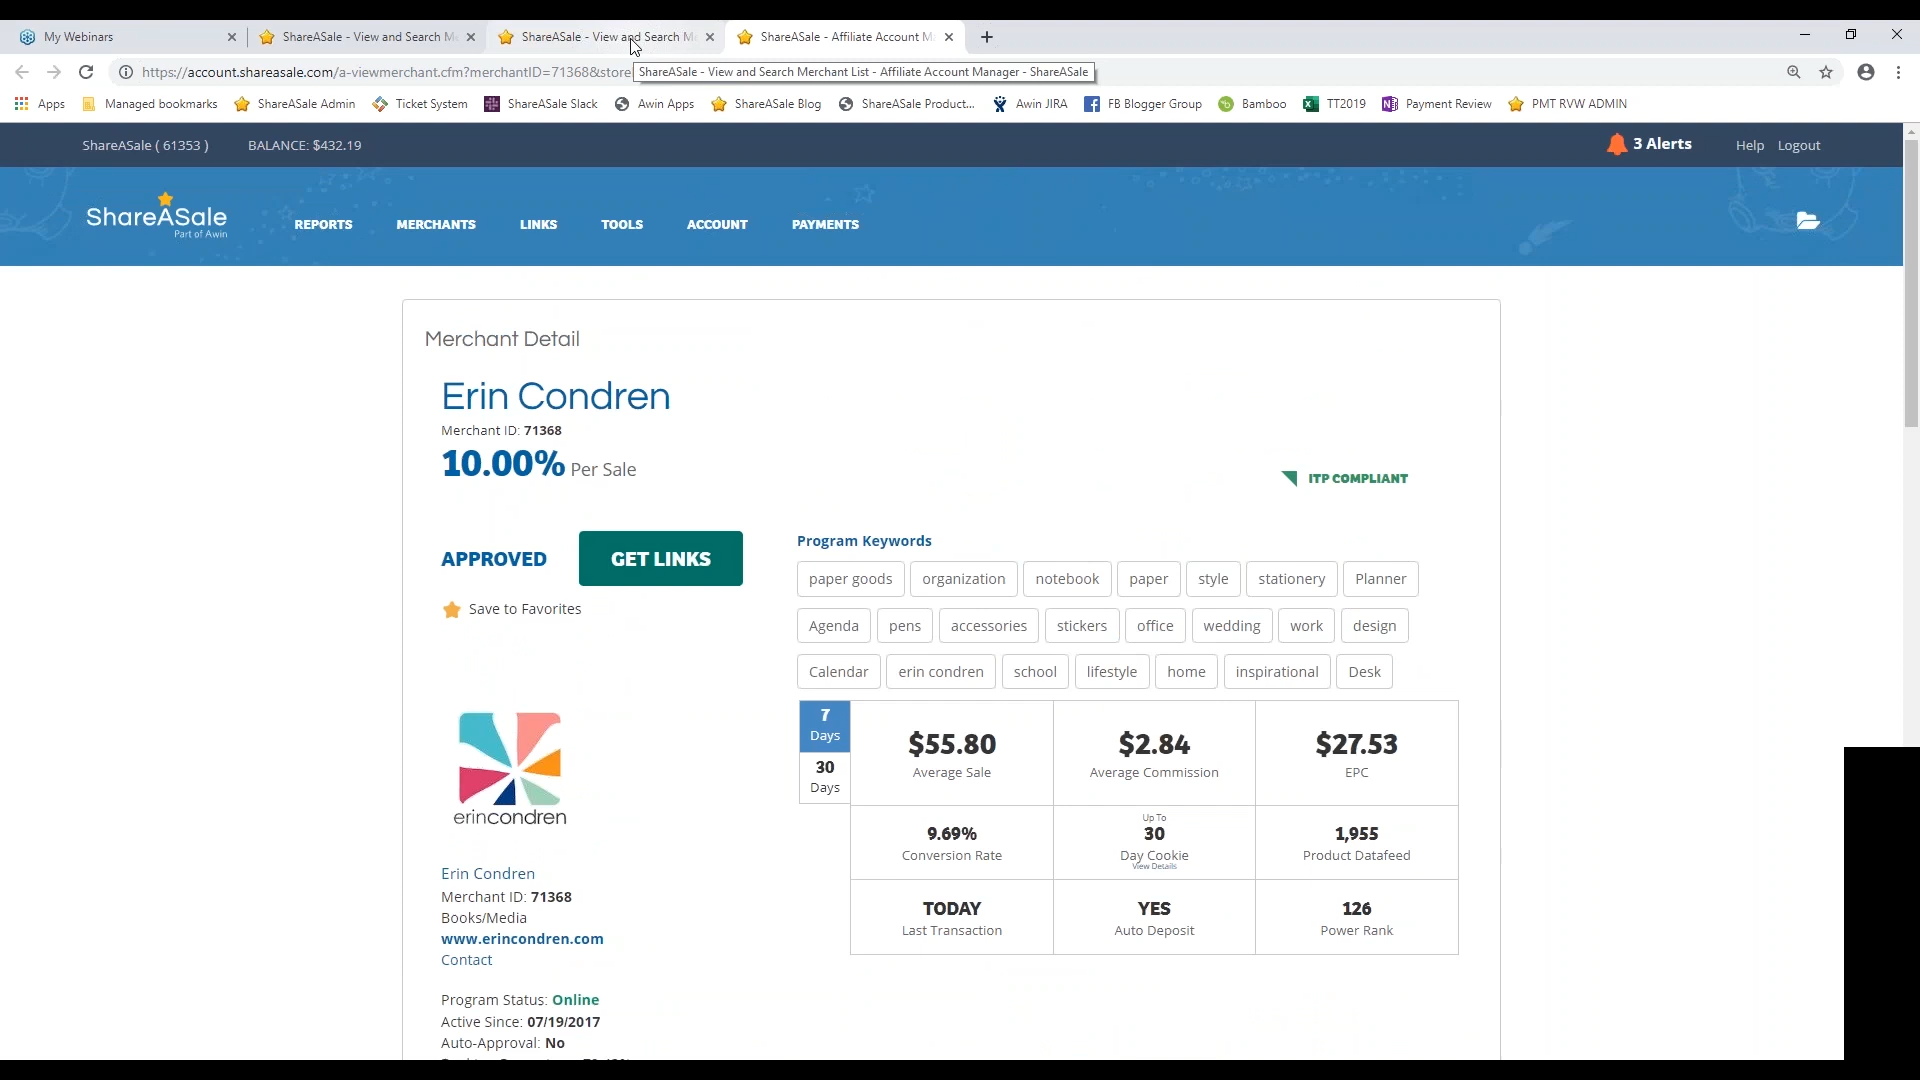 My Webinars
ShareASale - View and Search M
ShareASale - View and Search M
ShareASale - Affiliate Account M
https://account.shareasale.com/a-viewmerchant.cfm?merchantID=71368&store
ShareASale - View and Search Merchant List - Affiliate Account Manager - ShareASale
Apps
Managed bookmarks
ShareASale Admin
Ticket System
ShareASale Slack
Awin Apps
ShareASale Blog
ShareASale Product...
Awin JIRA
FB Blogger Group
Bamboo
TT2019
Payment Review
PMT RVW ADMIN
ShareASale ( 61353 )
BALANCE: $432.19
3 Alerts
Help
Logout
ShareASale
Part of Awin
REPORTS
MERCHANTS
LINKS
TOOLS
ACCOUNT
PAYMENTS
Merchant Detail
Erin Condren
Merchant ID: 71368
10.00% Per Sale
ITP COMPLIANT
APPROVED
GET LINKS
Save to Favorites
Program Keywords
paper goods
organization
notebook
paper
style
stationery
Planner
Agenda
pens
accessories
stickers
office
wedding
work
design
Calendar
erin condren
school
lifestyle
home
inspirational
Desk
7
Days
30
Days
$55.80
Average Sale
$2.84
Average Commission
$27.53
EPC
9.69%
Conversion Rate
Up To
30
Day Cookie
View Details
1,955
Product Datafeed
TODAY
Last Transaction
YES
Auto Deposit
126
Power Rank
erincondren
Erin Condren
Merchant ID: 71368
Books/Media
www.erincondren.com
Contact
Program Status: Online
Active Since: 07/19/2017
Auto-Approval: No